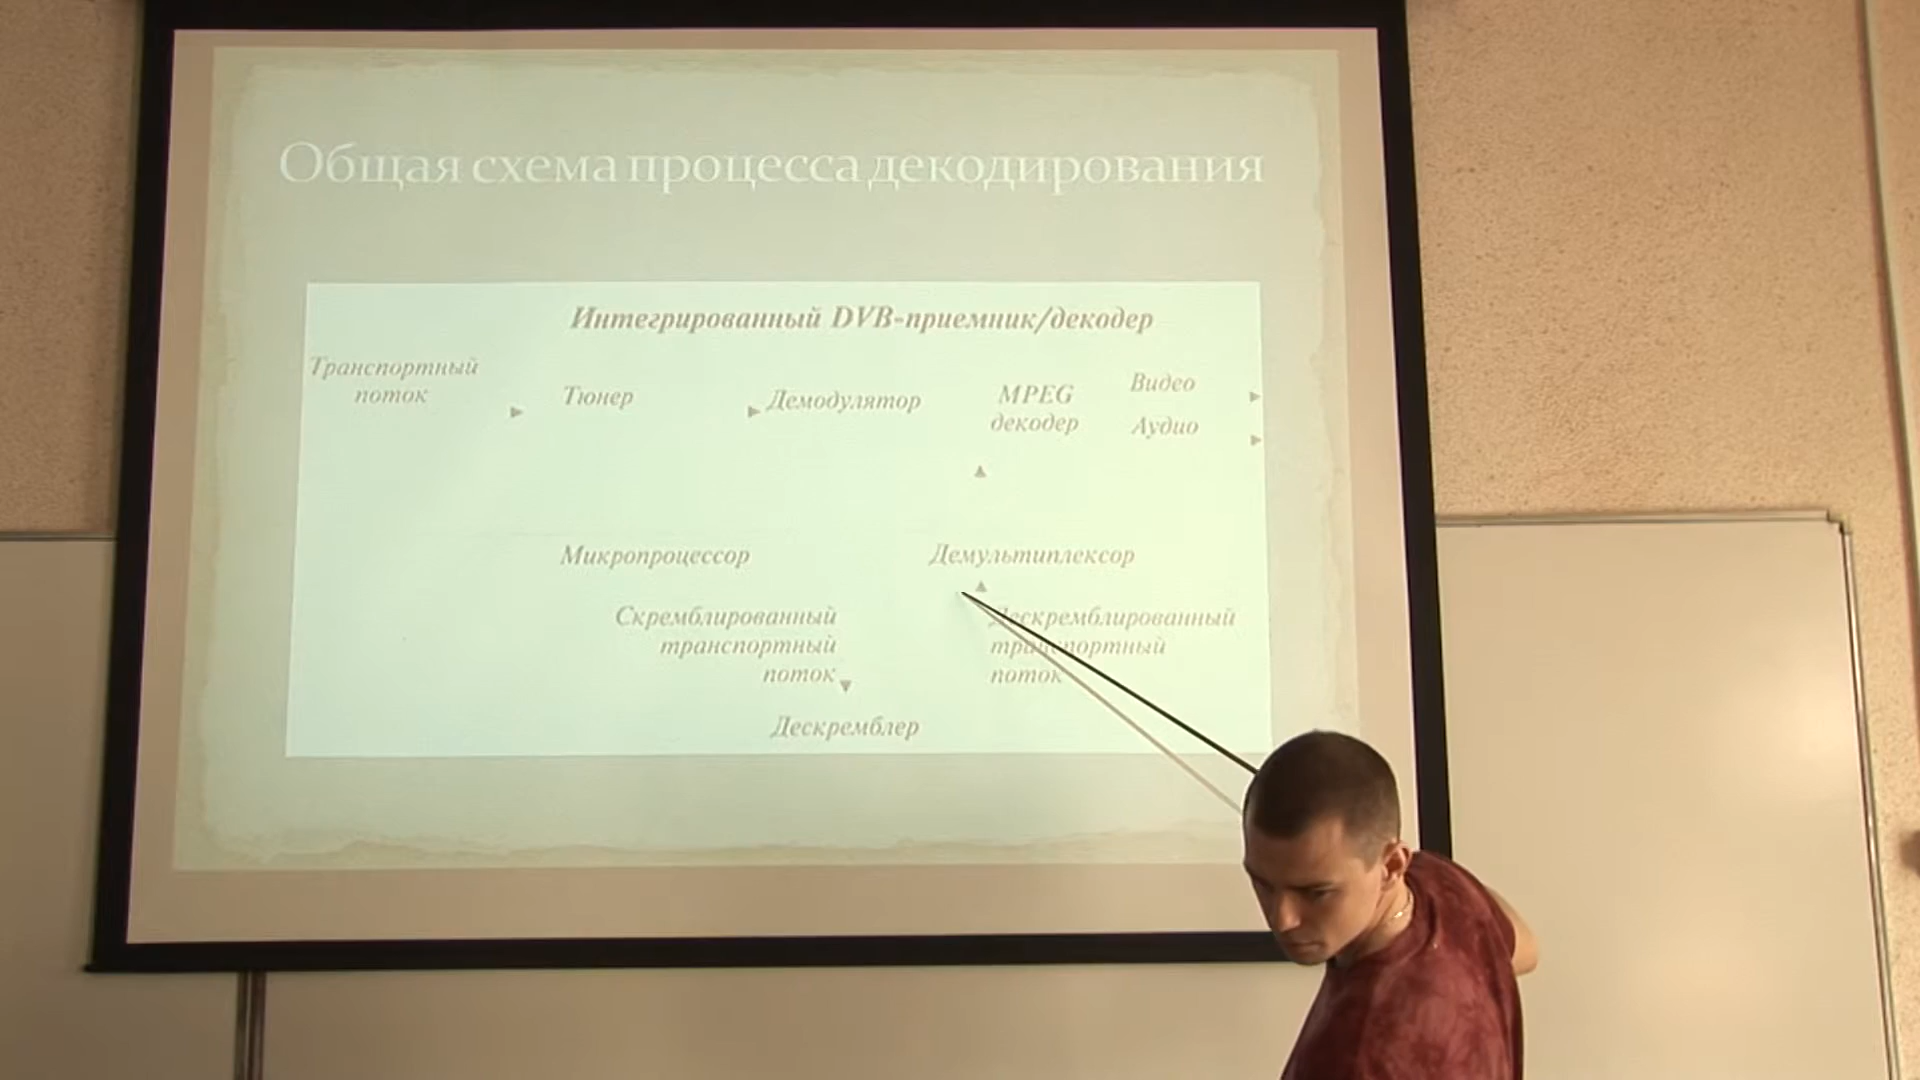 Общая схема процесса декодирования
Интегрированный DVB-приемник/декодер
Транспортный
поток
Тюнер
Демодулятор
MPEG
декодер
Видео
Аудио
Микропроцессор
Демультиплексор
Скремблированный
транспортный
поток
Дескремблированный
транспортный
поток
Дескремблер